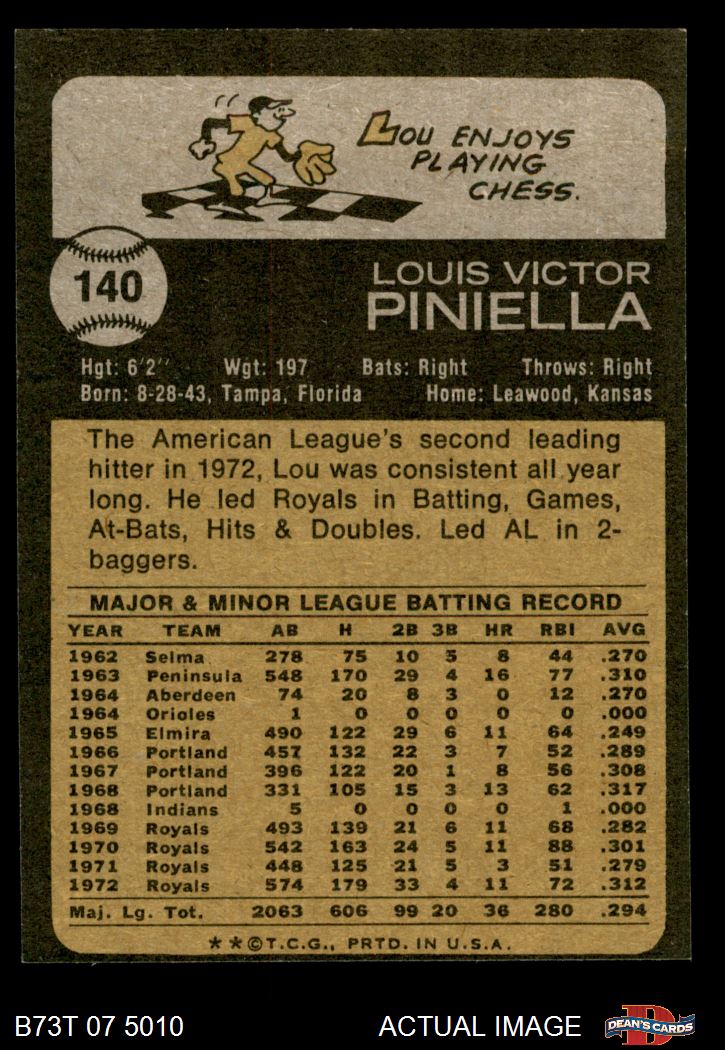 LOU ENJOYS
PLAYING
CHESS.
140
LOUIS VICTOR
PINIELLA
Hgt: 6'2" Wgt: 197 Bats: Right Throws: Right
Born: 8-28-43, Tampa, Florida Home: Leawood, Kansas
The American League's second leading
hitter in 1972, Lou was consistent all year
long. He led Royals in Batting, Games,
At-Bats, Hits & Doubles. Led AL in 2-
baggers.
MAJOR & MINOR LEAGUE BATTING RECORD
YEAR TEAM AB H 2B 3B HR RBI AVG
1962 Selma 278 75 10 5 8 44 .270
1963 Peninsula 548 170 29 4 16 77 .310
1964 Aberdeen 74 20 8 3 0 12 .270
1964 Orioles 1 0 0 0 0 0 .000
1965 Elmira 490 122 29 6 11 64 .249
1966 Portland 457 132 22 3 7 52 .289
1967 Portland 396 122 20 1 8 56 .308
1968 Portland 331 105 15 3 13 62 .317
1968 Indians 5 0 0 0 0 1 .000
1969 Royals 493 139 21 6 11 68 .282
1970 Royals 542 163 24 5 11 88 .301
1971 Royals 448 125 21 5 3 51 .279
1972 Royals 574 179 33 4 11 72 .312
Maj. Lg. Tot. 2063 606 99 20 36 280 .294
**©T.C.G., PRTD. IN U.S.A.
B73T 07 5010 ACTUAL IMAGE
D
DEAN'S CARDS